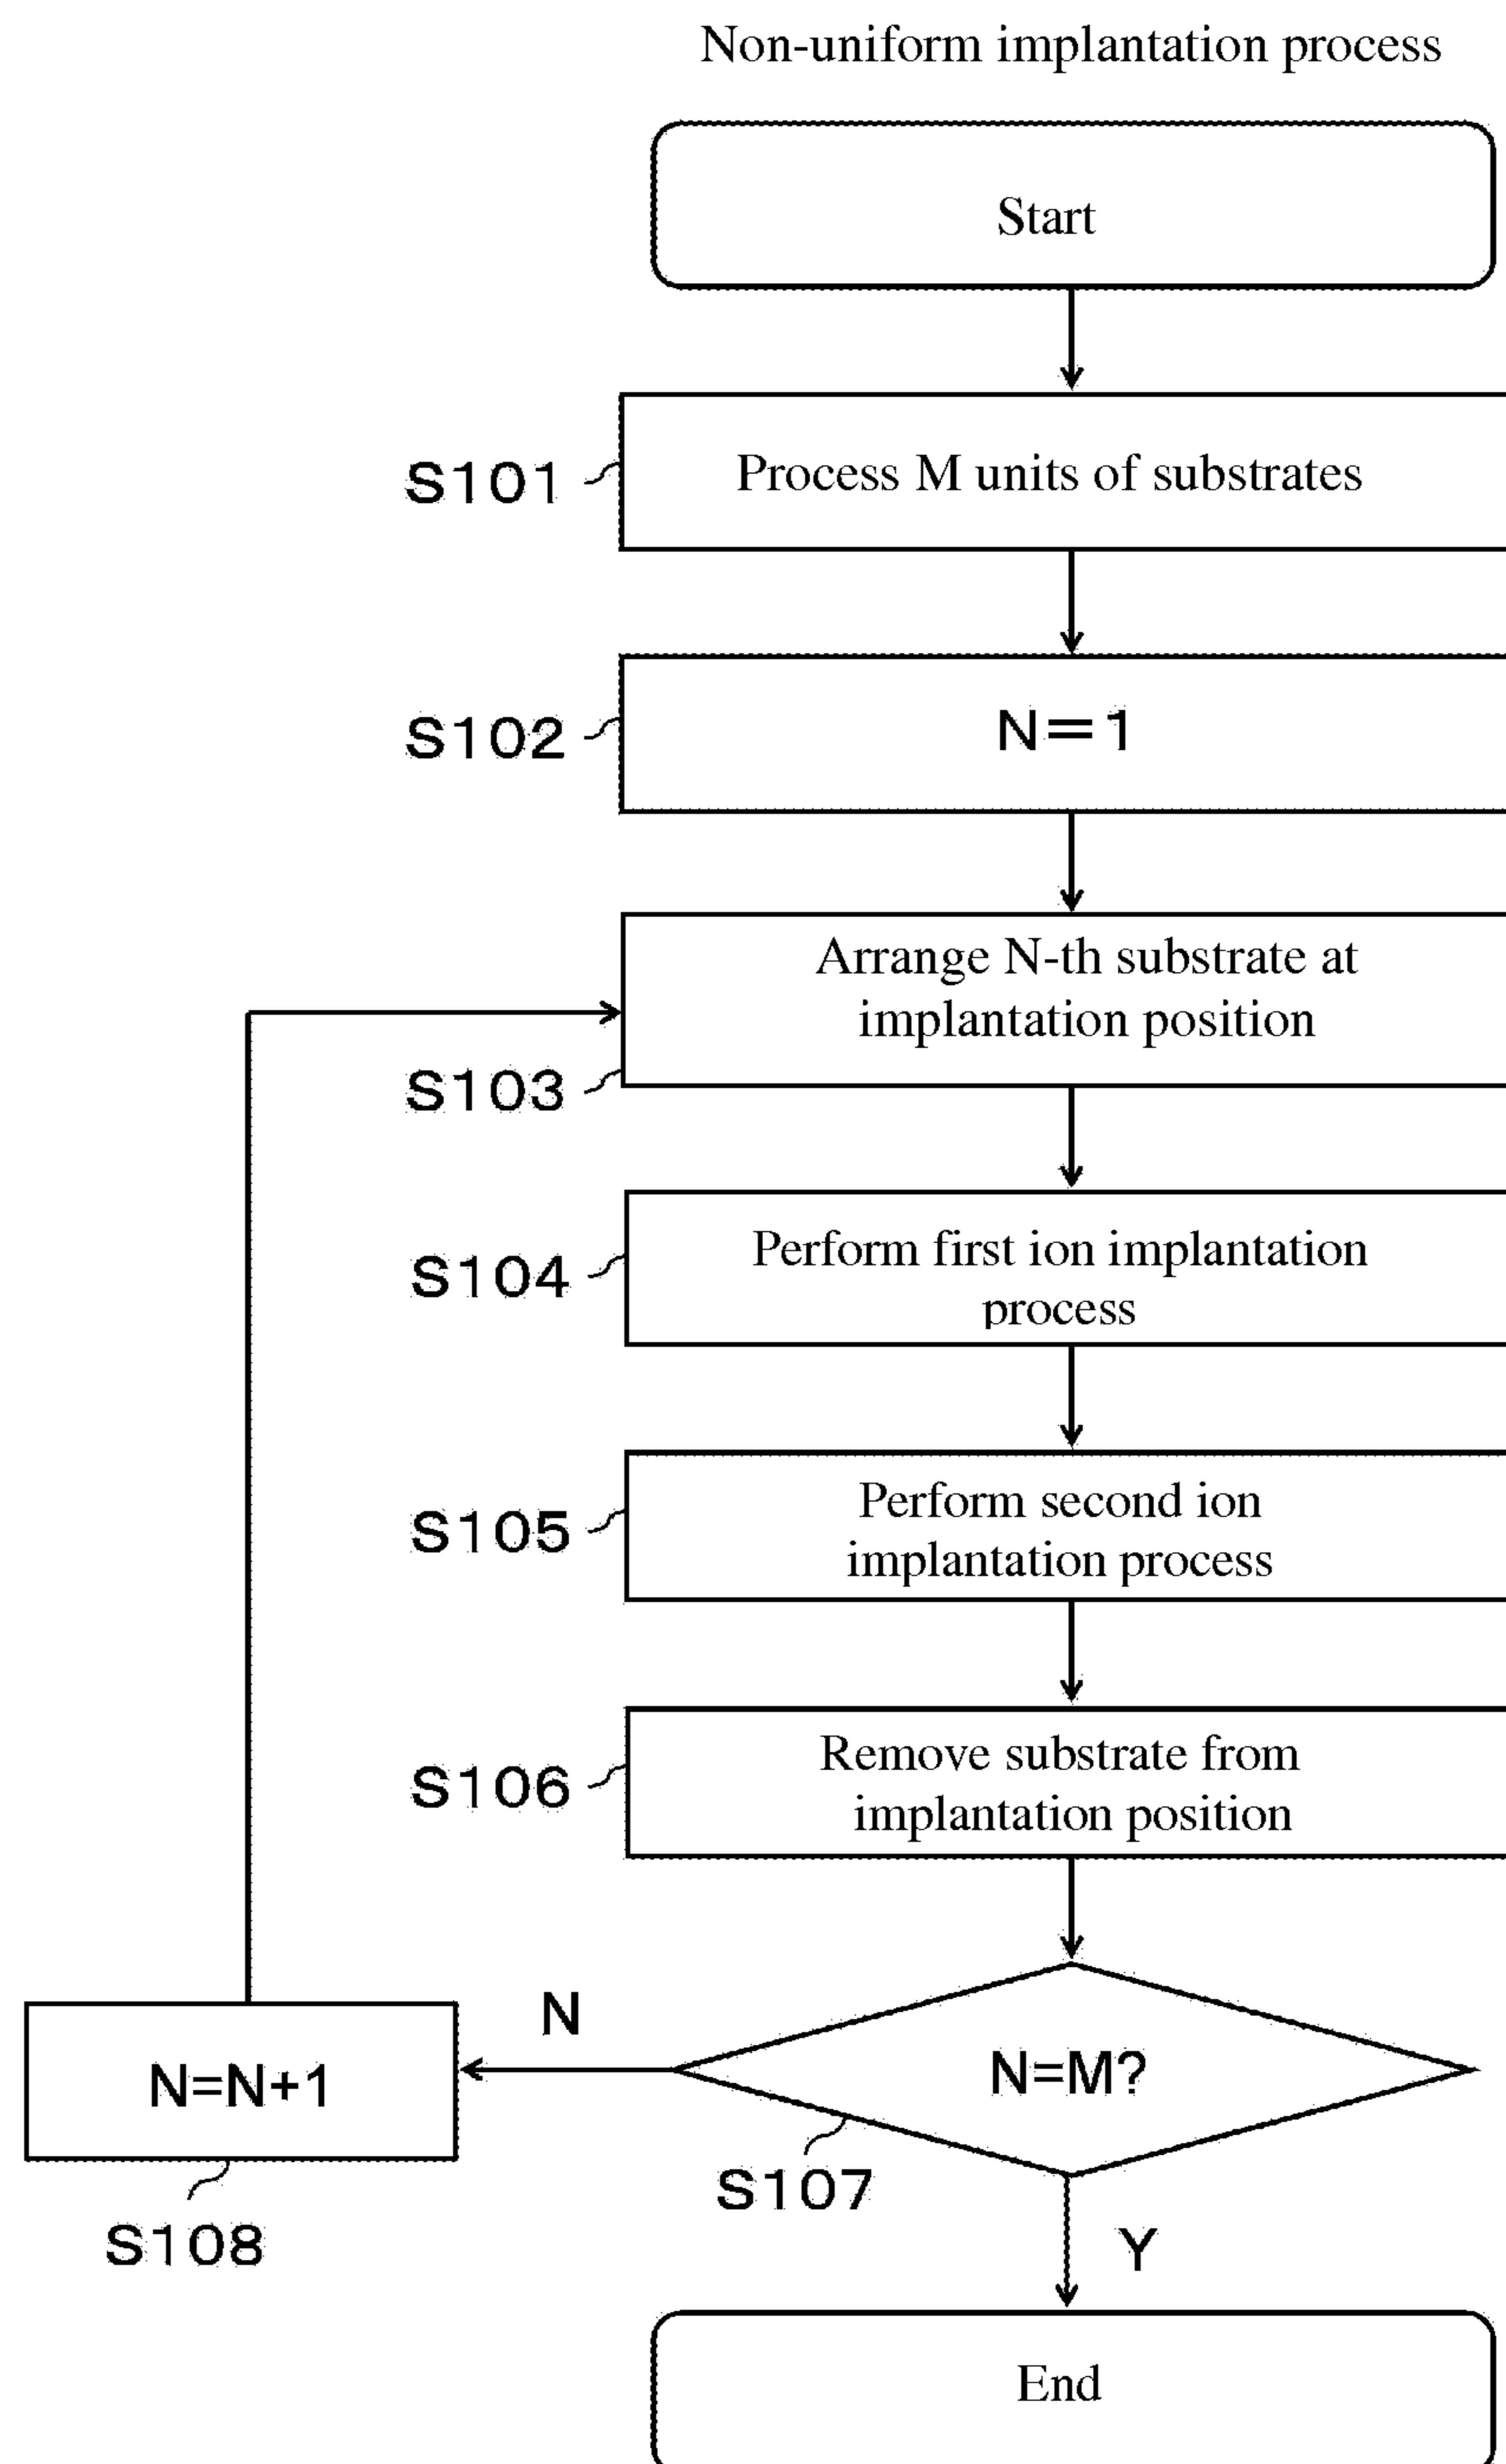 Non-uniform implantation process
Start
S101
Process M units of substrates
S102
N=1
Arrange N-th substrate at
implantation position
S103
S104
Perform first ion implantation
process
S105
Perform second ion
implantation process
S106
Remove substrate from
implantation position
N
N=M?
N=N+1
S107
S108
Y
End